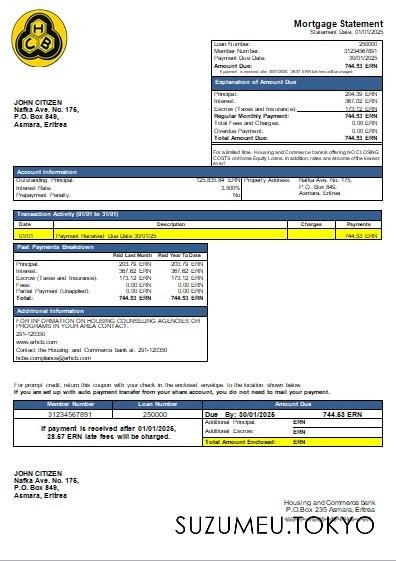 HCB
Mortgage Statement
Statement Date: 01/01/2025
Loan Number: 250000
Member Number: 31234567891
Payment Due Date: 30/01/2025
Amount Due: 744.53 ERN
If payment is received after 30/01/2025, 28.57 ERN late fees will be charged.
Explanation of Amount Due
Principal: 204.39 ERN
Interest: 367.02 ERN
Escrow (Taxes and Insurance): 173.12 ERN
Regular Monthly Payment: 744.53 ERN
Total Fees and Charges: 0.00 ERN
Overdue Payment: 0.00 ERN
Total Amount Due: 744.53 ERN
JOHN CITIZEN
Nafka Ave. No. 175,
P.O. Box 849,
Asmara, Eritrea
For a limited time, Housing and Commerce bank, offering NO CLOSING
COSTS on Home Equity Loans. In addition, rates are at some of the lowest
ever!
Account Information
Outstanding Principal: 125,835.84 ERN Property Address: Nafka Ave. No. 175,
Interest Rate: 3.500% P.O. Box 849,
Prepayment Penalty: No Asmara, Eritrea
Transaction Activity (01/01 to 31/01)
Date Description Charges Payments
01/01 Payment Received Due Date 30/01/25 744.53 ERN
Past Payments Breakdown
Paid Last Month Paid Year To Date
Principal: 203.79 ERN 203.79 ERN
Interest: 367.62 ERN 367.62 ERN
Escrow (Taxes and Insurance): 173.12 ERN 173.12 ERN
Fees: 0.00 ERN 0.00 ERN
Partial Payment (Unapplied): 0.00 ERN 0.00 ERN
Total: 744.53 ERN 744.53 ERN
Additional Information
FOR INFORMATION ON HOUSING COUNSELING AGENCIES OR
PROGRAMS IN YOUR AREA CONTACT:
291-120350
www.erhcb.com
Contact the Housing and Commerce bank at: 291-120350
hcbe.compliance@erhcb.com
For prompt credit, return this coupon with your check in the enclosed envelope to the location shown below.
If you are set up with auto payment transfer from your share account, you do not need to mail your payment.
Member Number Loan Number Amount Due
31234567891 250000 Due By: 30/01/2025 744.53 ERN
If payment is received after 01/01/2025,
28.57 ERN late fees will be charged.
Additional Principal: ERN
Additional Escrow: ERN
Total Amount Enclosed: ERN
JOHN CITIZEN
Nafka Ave. No. 175,
P.O. Box 849,
Asmara, Eritrea
Housing and Commerce bank
P.O.Box 235 Asmara, Eritrea
SUZUMEU.TOKYO